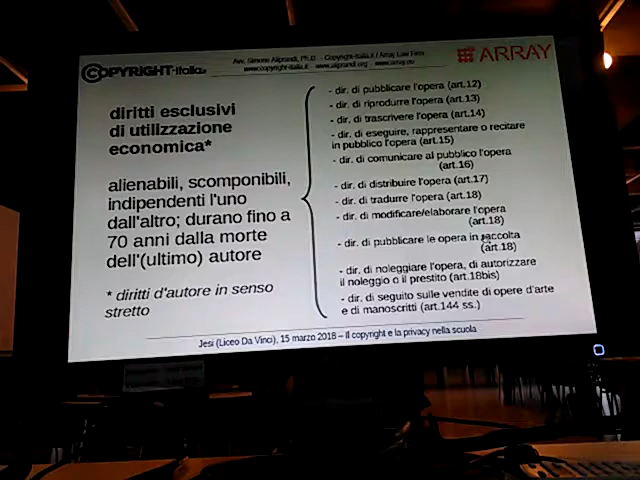 Avv. Simone Aliprandi, Ph.D. - Copyright-Italia.it / Array Law Firm
www.copyright-italia.it - www.aliprandi.org - www.array.eu
COPYRIGHT-Italia.it
ARRAY
diritti esclusivi
di utilizzazione
economica*
alienabili, scomponibili,
indipendenti l'uno
dall'altro; durano fino a
70 anni dalla morte
dell'(ultimo) autore
* diritti d'autore in senso
stretto
- dir. di pubblicare l'opera (art.12)
- dir. di riprodurre l'opera (art.13)
- dir. di trascrivere l'opera (art.14)
- dir. di eseguire, rappresentare o recitare
in pubblico l'opera (art.15)
- dir. di comunicare al pubblico l'opera
(art.16)
- dir. di distribuire l'opera (art.17)
- dir. di tradurre l'opera (art.18)
- dir. di modificare/elaborare l'opera
(art.18)
- dir. di pubblicare le opere in raccolta
(art.18)
- dir. di noleggiare l'opera, di autorizzare
il noleggio o il prestito (art.18bis)
- dir. di seguito sulle vendite di opere d'arte
e di manoscritti (art.144 ss.)
Jesi (Liceo Da Vinci), 15 marzo 2018 – Il copyright e la privacy nella scuola